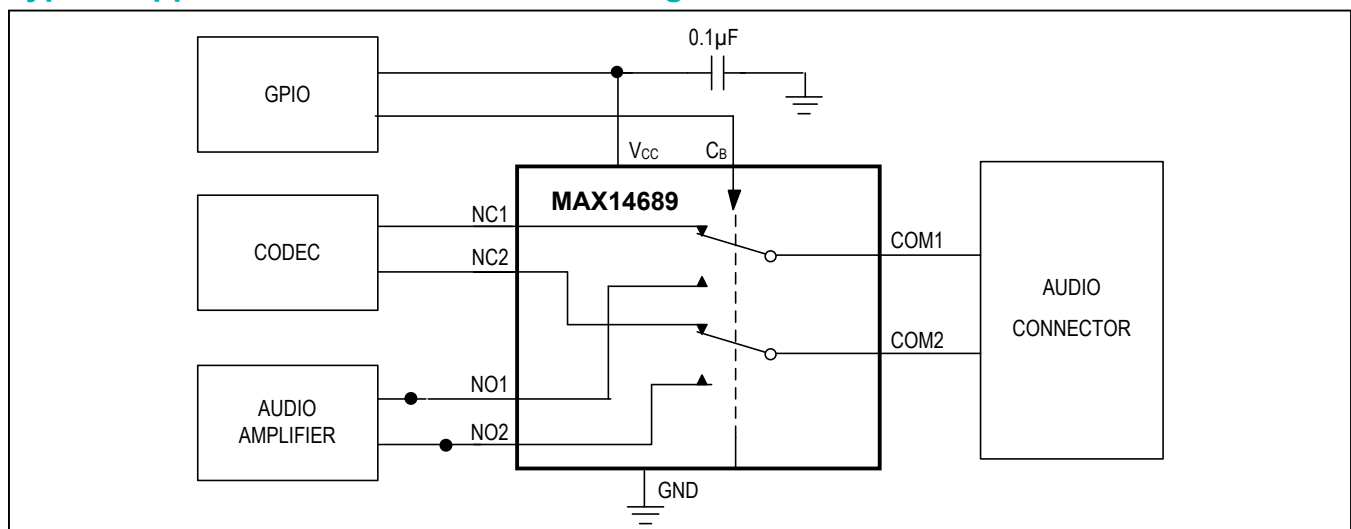 0.1µF
GPIO
VCC
CB
MAX14689
NC1
CODEC
NC2
COM1
AUDIO
CONNECTOR
COM2
NO1
AUDIO
AMPLIFIER
NO2
GND